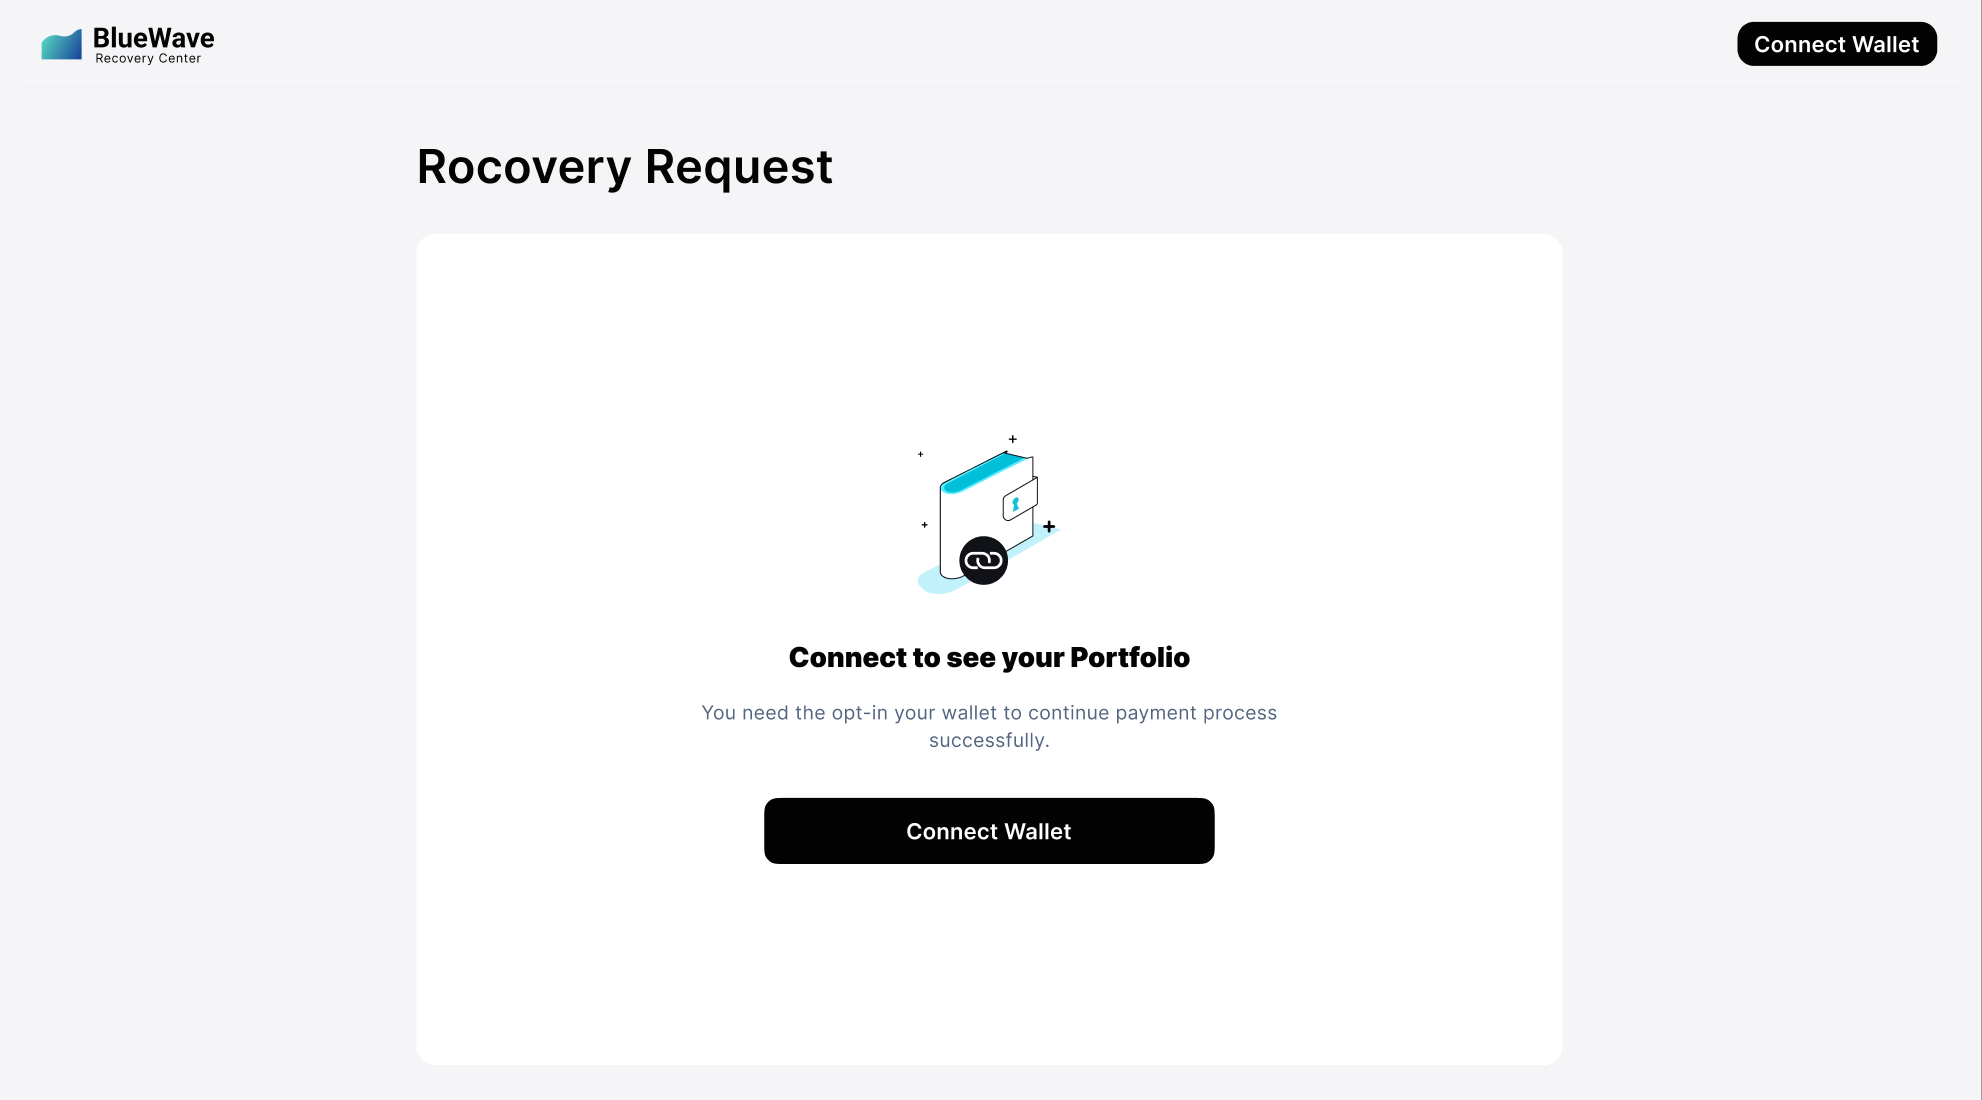 BlueWave
Recovery Center
Connect Wallet
Rocovery Request
Connect to see your Portfolio
You need the opt-in your wallet to continue payment process
successfully.
Connect Wallet